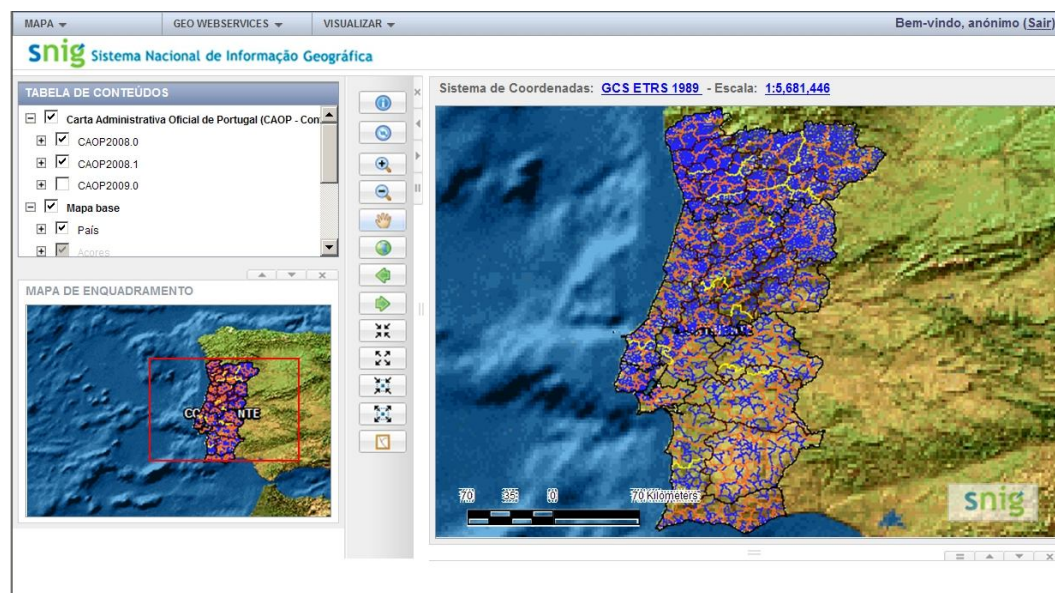 MAPA
GEO WEBSERVICES
VISUALIZAR
Bem-vindo, anónimo (Sair)
snig Sistema Nacional de Informação Geográfica
TABELA DE CONTEÚDOS
Carta Administrativa Oficial de Portugal (CAOP - Con
CAOP2008.0
CAOP2008.1
CAOP2009.0
Mapa base
País
Açores
MAPA DE ENQUADRAMENTO
CO NTE
Sistema de Coordenadas: GCS ETRS 1989 - Escala: 1:5,681,446
70 35 0 70 Kilometers
snig